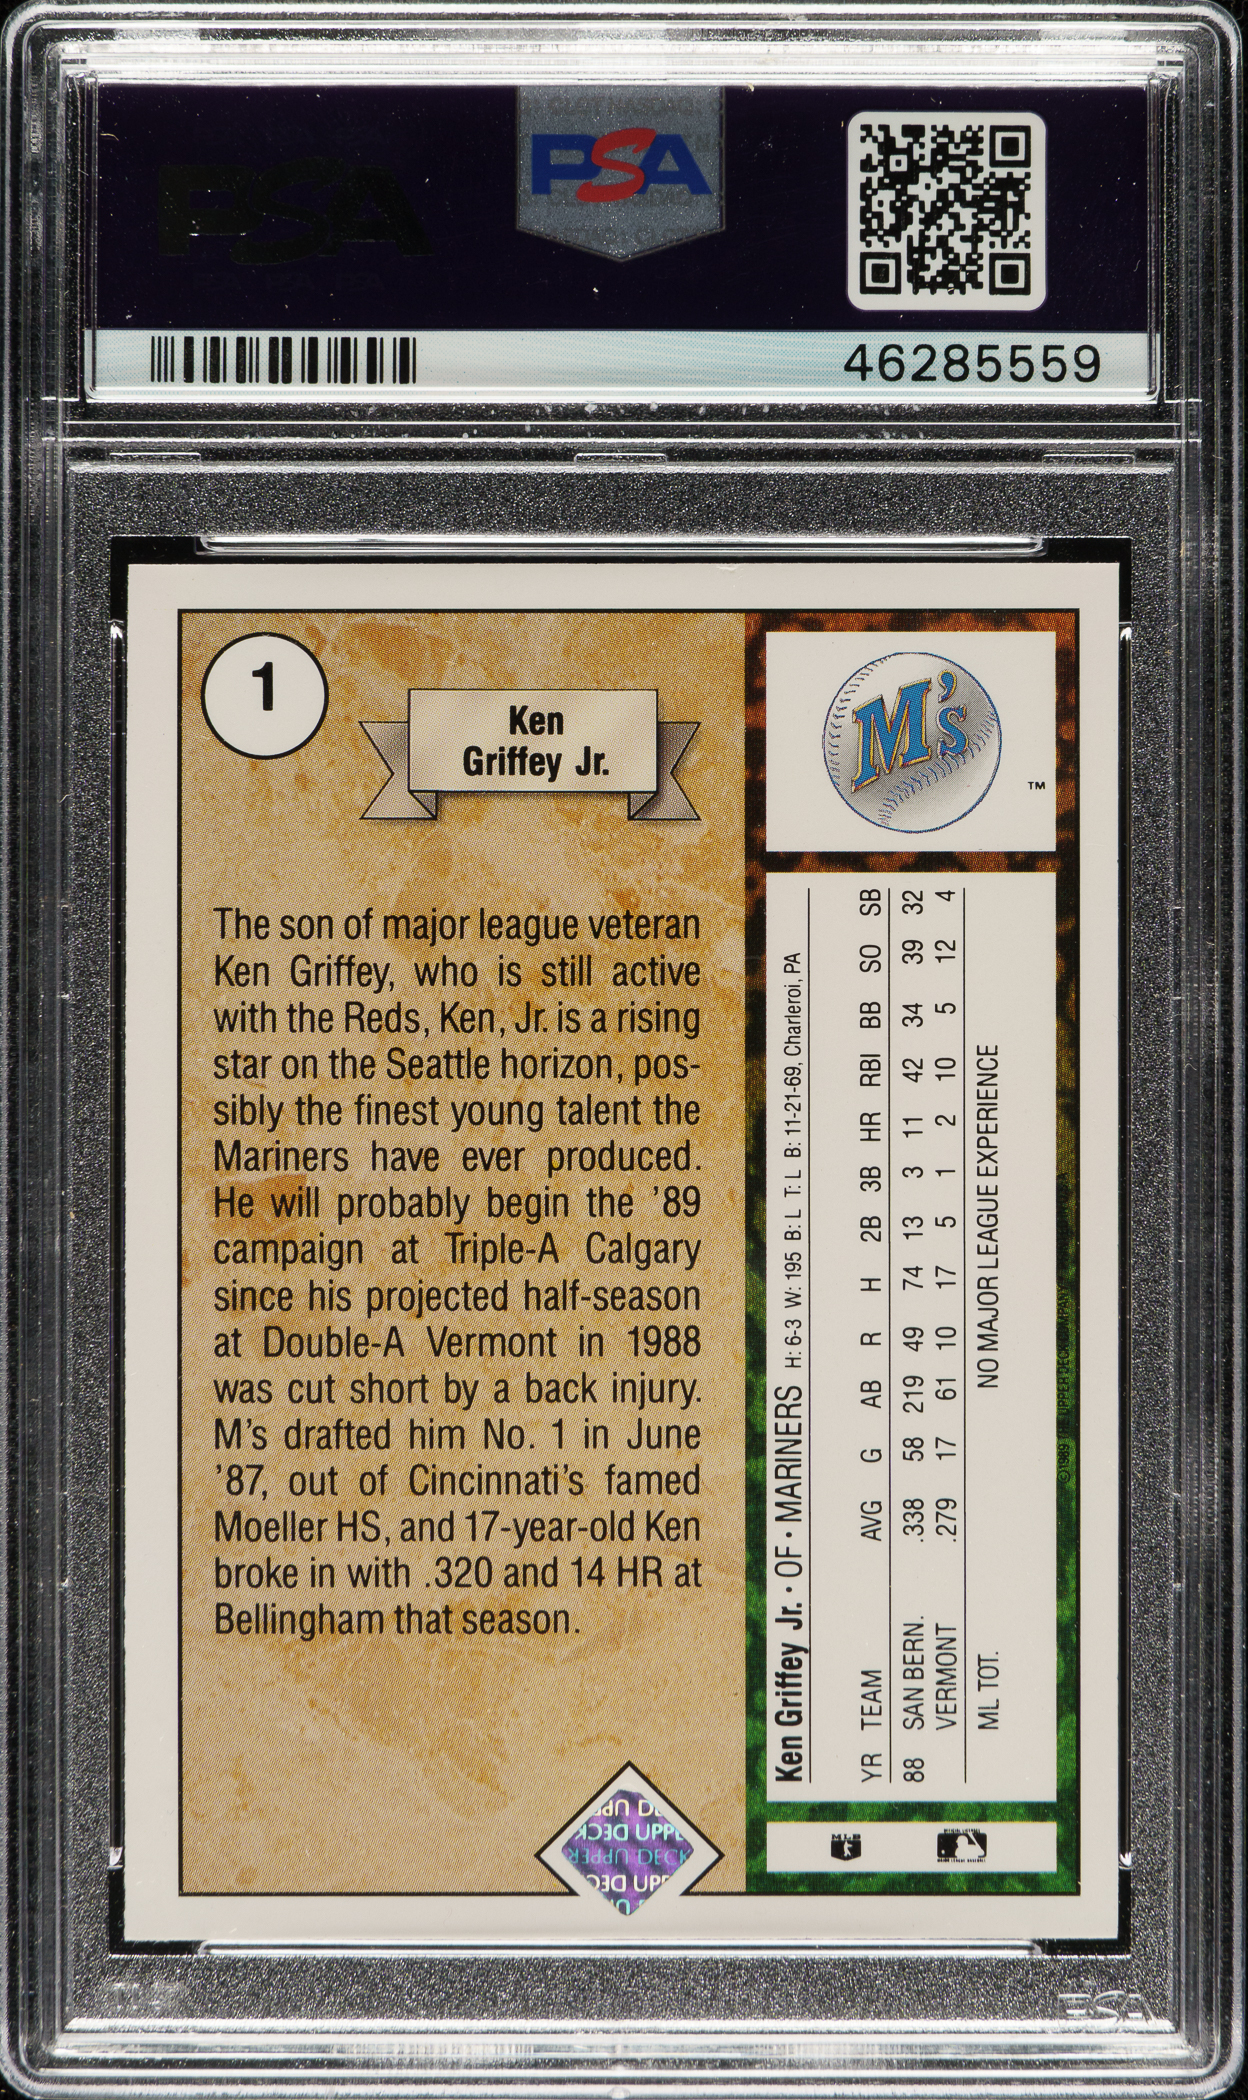 PSA
PSA
46285559
1
Ken
Griffey Jr.
The son of major league veteran
Ken Griffey, who is still active
with the Reds, Ken, Jr. is a rising
star on the Seattle horizon, pos-
sibly the finest young talent the
Mariners have ever produced.
He will probably begin the ’89
campaign at Triple-A Calgary
since his projected half-season
at Double-A Vermont in 1988
was cut short by a back injury.
M’s drafted him No. 1 in June
’87, out of Cincinnati’s famed
Moeller HS, and 17-year-old Ken
broke in with .320 and 14 HR at
Bellingham that season.
M’s
TM
Ken Griffey Jr. · OF · MARINERS H: 6-3 W: 195 B: L T: L B: 11-21-69, Charleroi, PA
YR TEAM AVG G AB R H 2B 3B HR RBI BB SO SB
88 SAN BERN. .338 58 219 49 74 13 3 11 42 34 39 32
VERMONT .279 17 61 10 17 5 1 2 10 5 12 4
ML TOT. NO MAJOR LEAGUE EXPERIENCE
©1989 UPPER DECK COMPANY
UPPER DECK
PSA